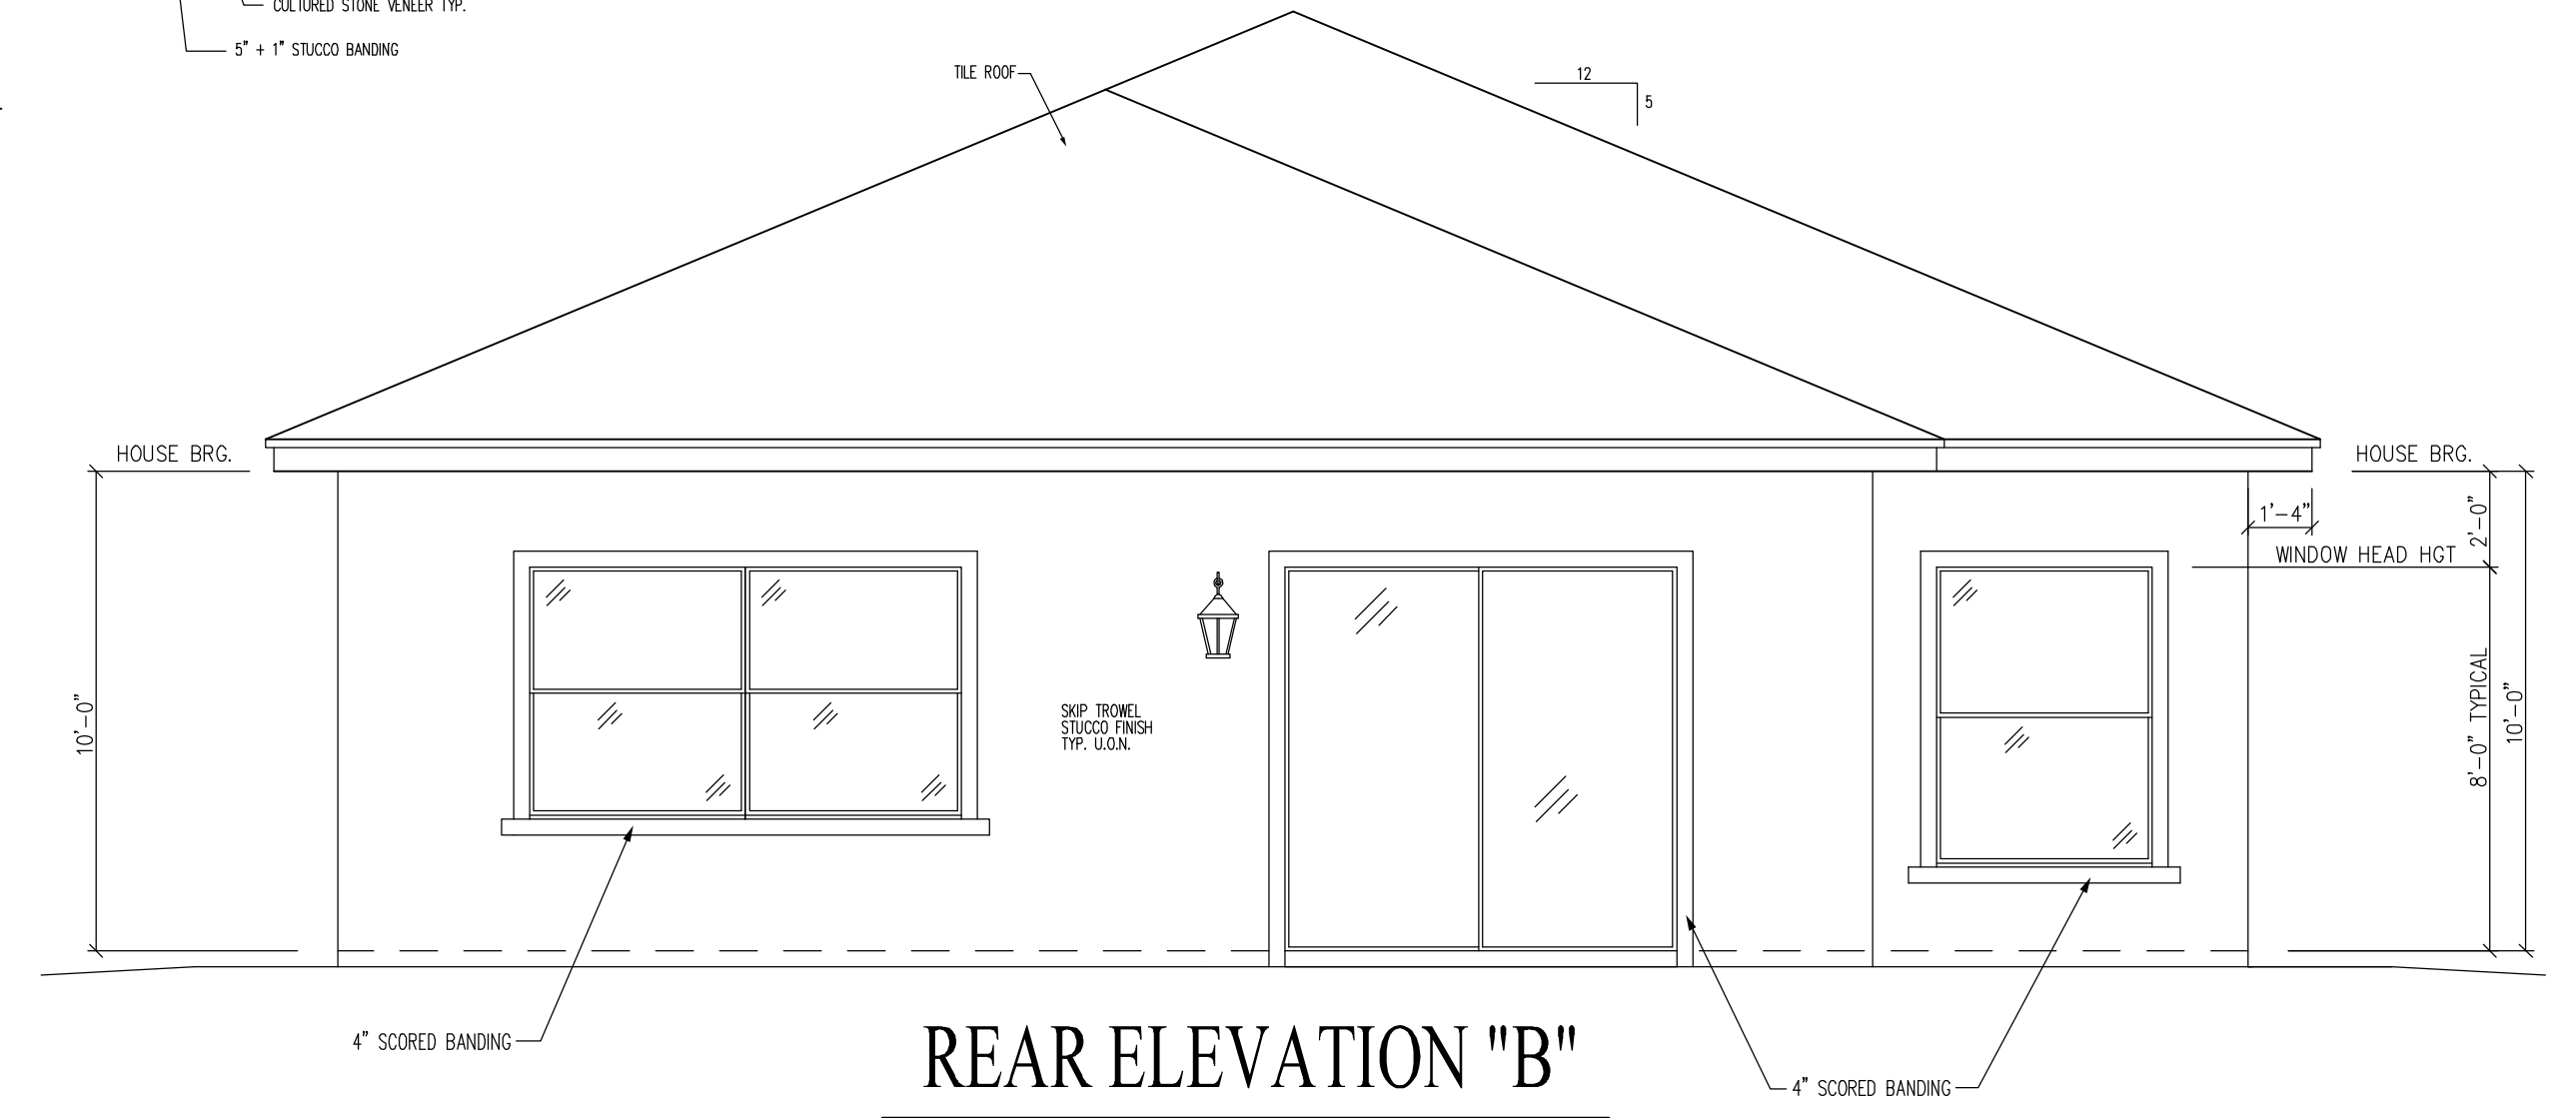 CULTURED STONE VENEER TYP.
5" + 1" STUCCO BANDING
TILE ROOF
12
5
HOUSE BRG.
HOUSE BRG.
1'-4"
2'-0"
WINDOW HEAD HGT
10'-0"
8'-0" TYPICAL
10'-0"
SKIP TROWEL
STUCCO FINISH
TYP. U.O.N.
4" SCORED BANDING
4" SCORED BANDING
REAR ELEVATION "B"